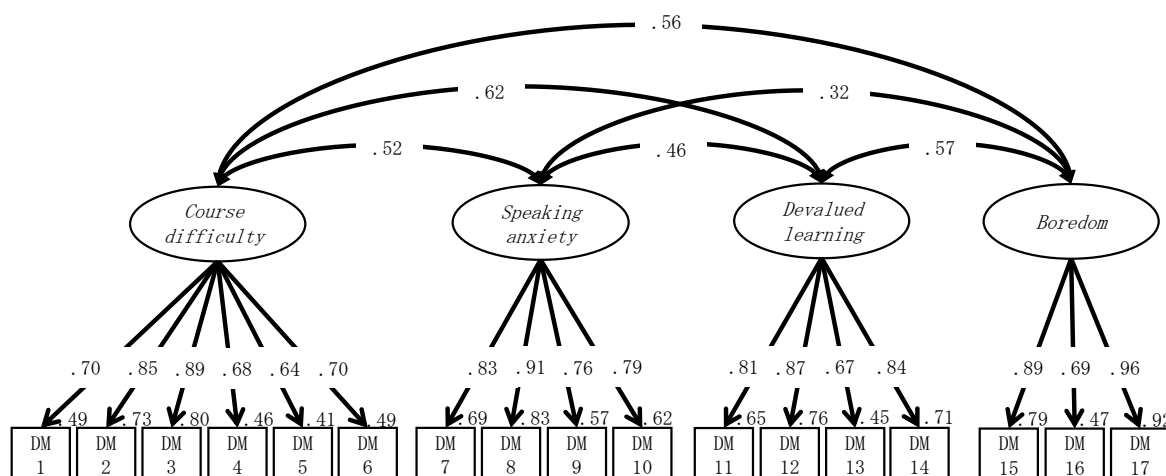 .56
.62
.32
.52
.46
.57
Course
difficulty
Speaking
anxiety
Devalued
learning
Boredom
.70 .85 .89 .68 .64 .70 .83 .91 .76 .79 .81 .87 .67 .84 .89 .69 .96
.49 .73 .80 .46 .41 .49 .69 .83 .57 .62 .65 .76 .45 .71 .79 .47 .92
DM DM DM DM DM DM DM DM DM DM DM DM DM DM DM DM DM
1 2 3 4 5 6 7 8 9 10 11 12 13 14 15 16 17